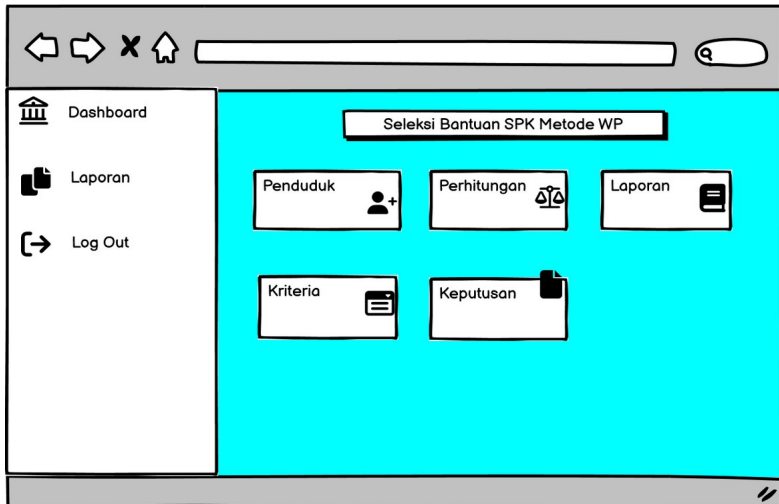 Dashboard
Laporan
Log Out
Seleksi Bantuan SPK Metode WP
Penduduk
Perhitungan
Laporan
Kriteria
Keputusan